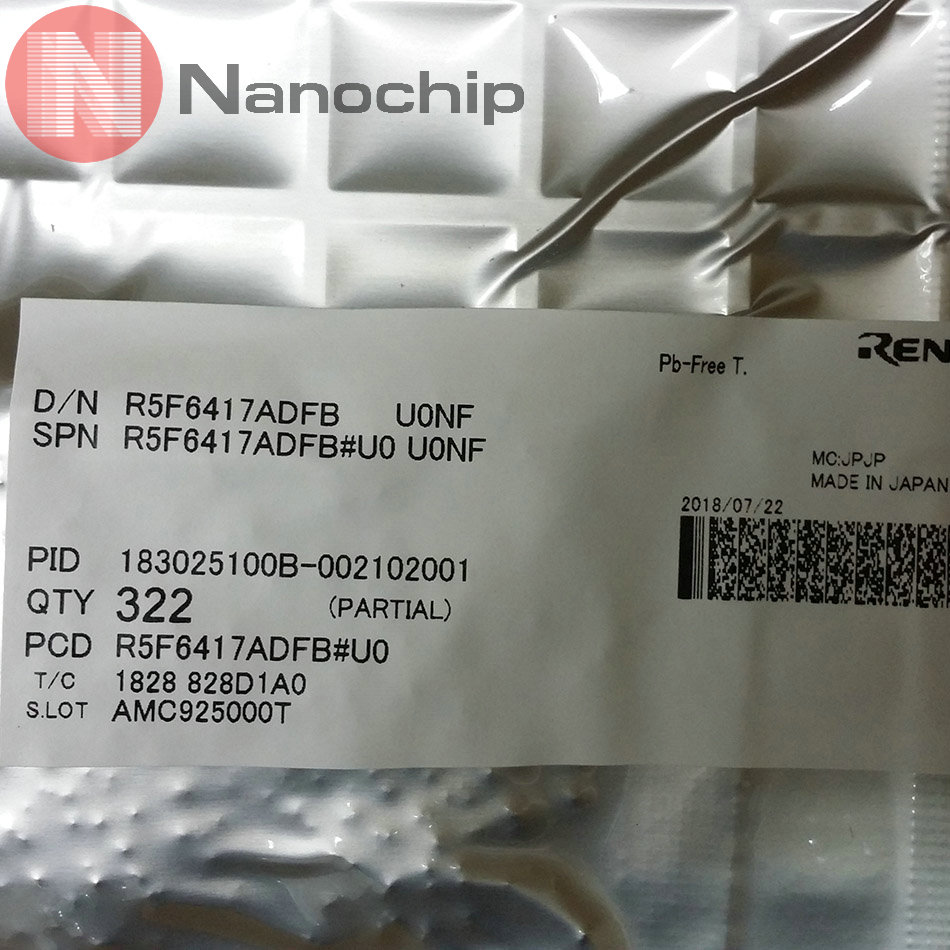 N Nanochip
Pb-Free T.
REN
D/N R5F6417ADFB U0NF
SPN R5F6417ADFB#U0 U0NF
MC:JPJP
MADE IN JAPAN
2018/07/22
PID 183025100B-002102001
QTY 322 (PARTIAL)
PCD R5F6417ADFB#U0
T/C 1828 828D1A0
S.LOT AMC925000T